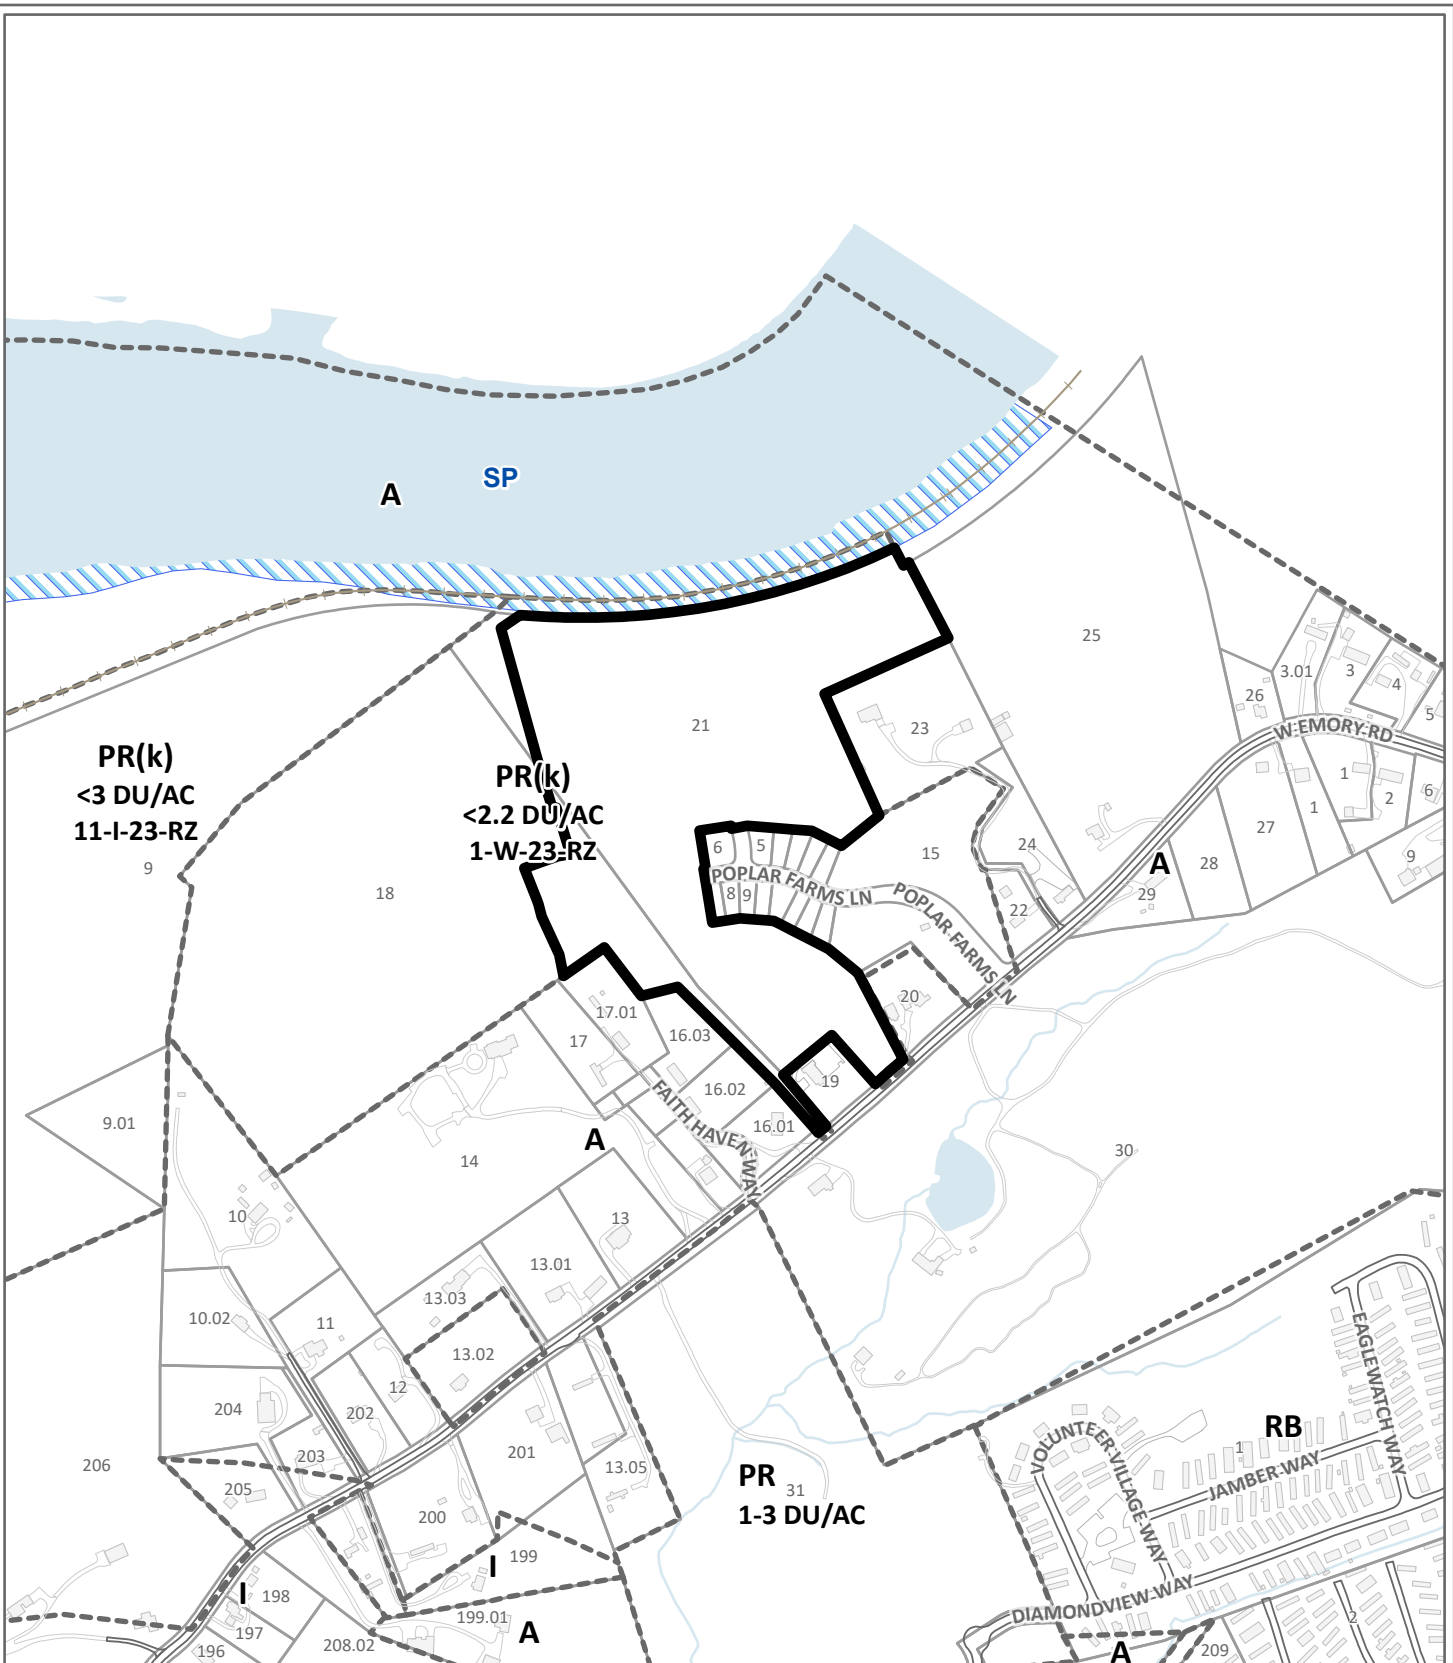 SP
A
25
3.01
3
4
26
5
W EMORY RD
21
23
PR(k)
<3 DU/AC
11-I-23-RZ
PR(k)
<2.2 DU/AC
1-W-23-RZ
1
2
6
1
27
9
6
5
15
24
A
28
9
18
POPLAR FARMS LN
POPLAR FARMS LN
8
9
22
29
20
17.01
16.03
17
19
16.02
9.01
FAITH HAVEN WAY
16.01
A
30
14
10
13
13.01
13.03
10.02
11
13.02
12
EAGLEWATCH WAY
204
202
RB
1
VOLUNTEER VILLAGE WAY
JAMBER WAY
201
203
206
13.05
PR
31
1-3 DU/AC
205
200
199
I
I
198
DIAMONDVIEW WAY
199.01
2
197
A
208.02
196
A
209